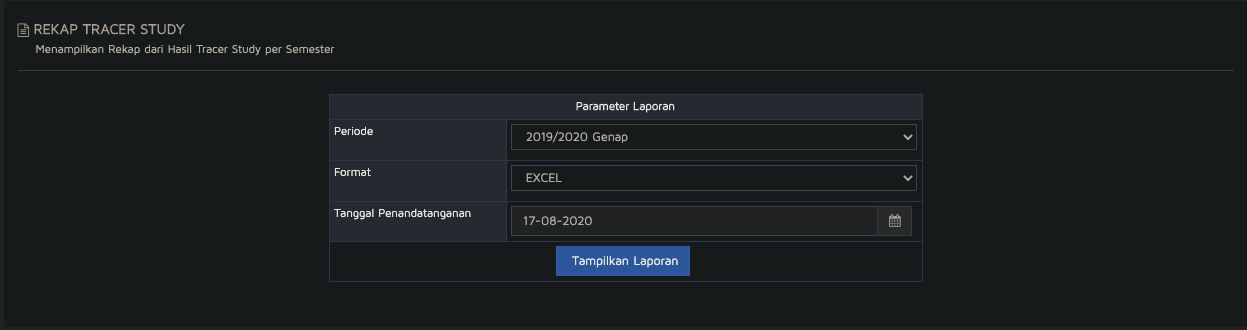 REKAP TRACER STUDY
Menampilkan Rekap dari Hasil Tracer Study per Semester
Parameter Laporan
Periode
2019/2020 Genap
Format
EXCEL
Tanggal Penandatanganan
17-08-2020
Tampilkan Laporan